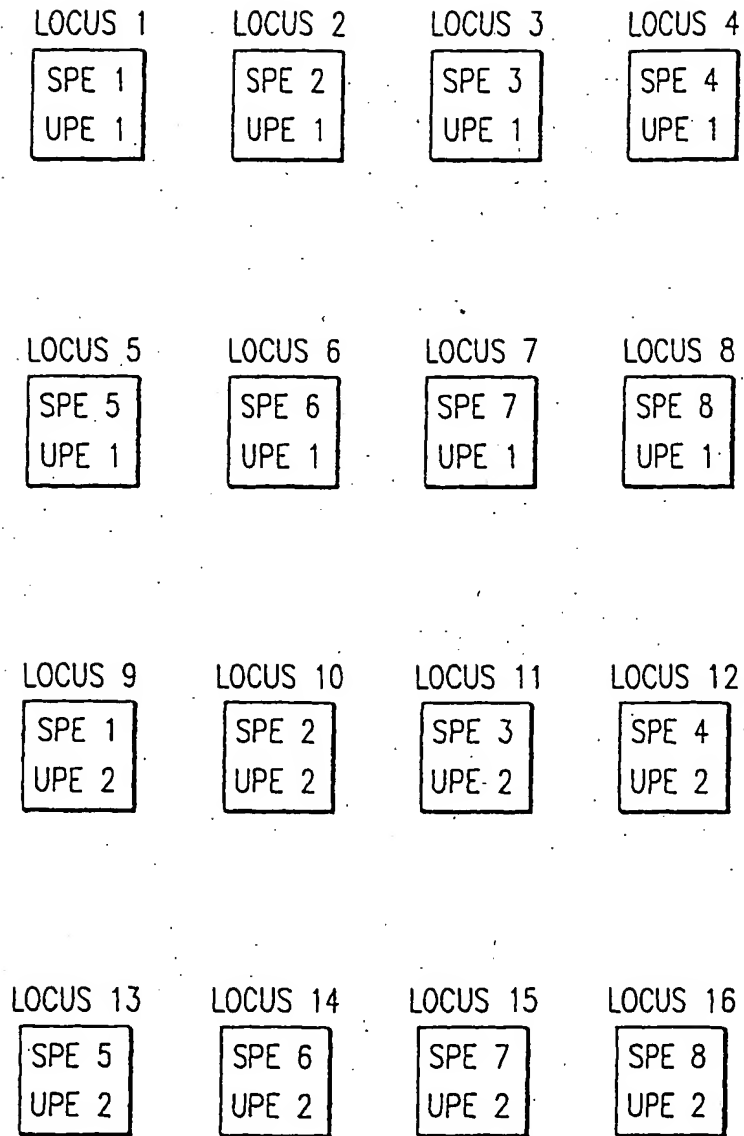 LOCUS 1 LOCUS 2 LOCUS 3 LOCUS 4
SPE 1 SPE 2 SPE 3 SPE 4
UPE 1 UPE 1 UPE 1 UPE 1
LOCUS 5 LOCUS 6 LOCUS 7 LOCUS 8
SPE 5 SPE 6 SPE 7 SPE 8
UPE 1 UPE 1 UPE 1 UPE 1
LOCUS 9 LOCUS 10 LOCUS 11 LOCUS 12
SPE 1 SPE 2 SPE 3 SPE 4
UPE 2 UPE 2 UPE 2 UPE 2
LOCUS 13 LOCUS 14 LOCUS 15 LOCUS 16
SPE 5 SPE 6 SPE 7 SPE 8
UPE 2 UPE 2 UPE 2 UPE 2